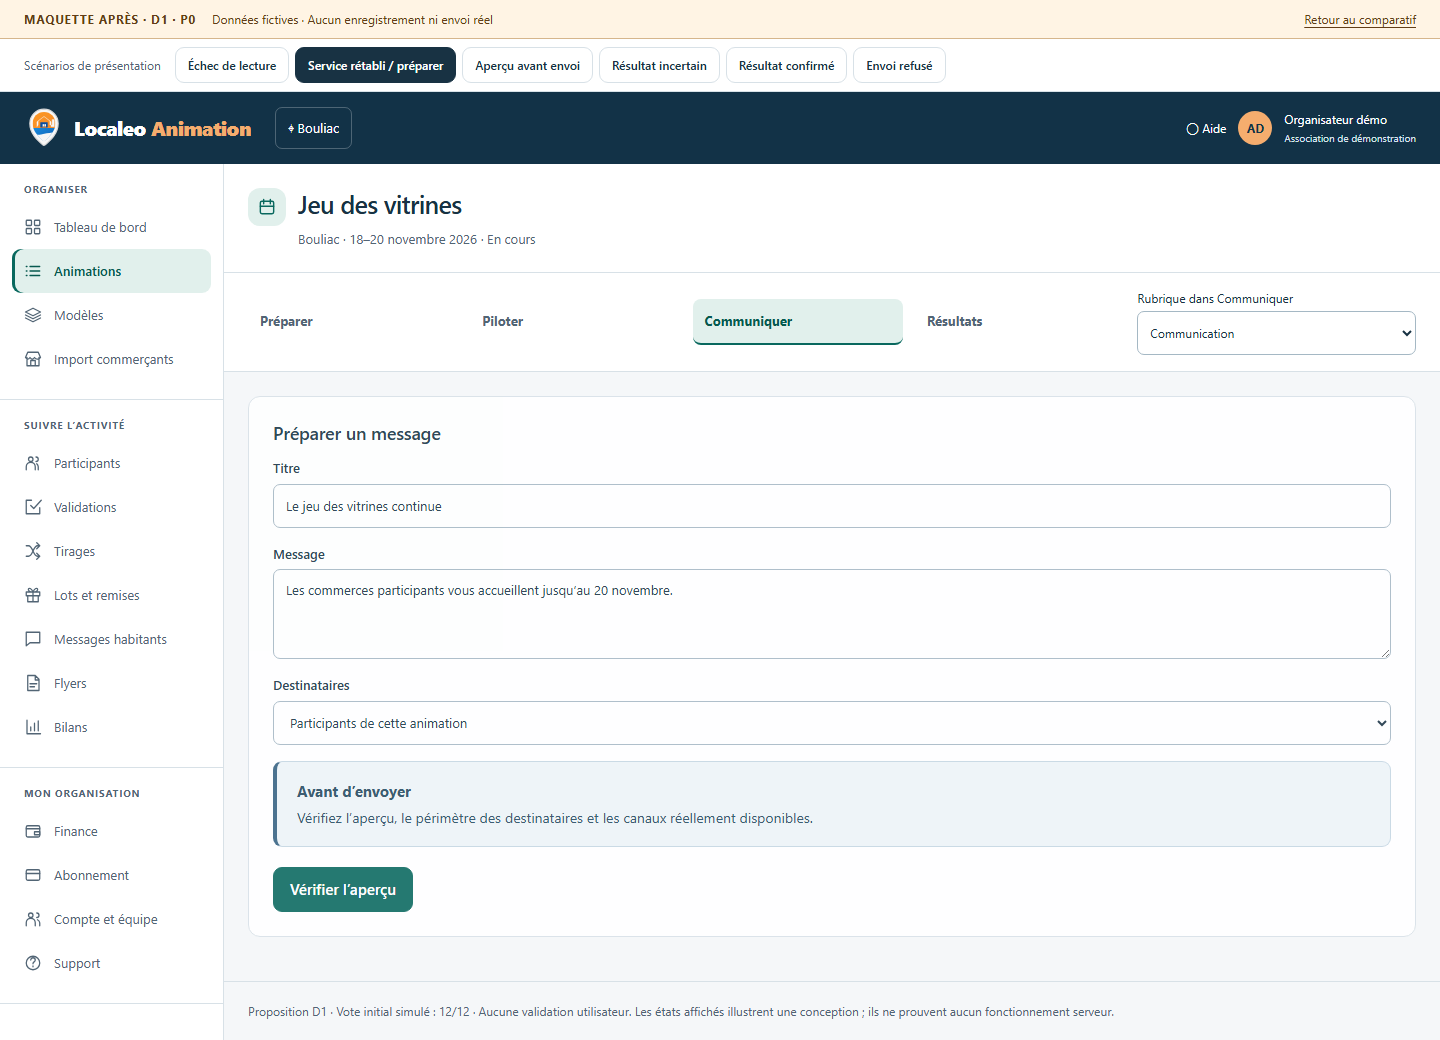 MAQUETTE APRÈS · D1 · P0 Données fictives · Aucun enregistrement ni envoi réel Retour au comparatif
Scénarios de présentation Échec de lecture Service rétabli / préparer Aperçu avant envoi Résultat incertain Résultat confirmé Envoi refusé
Localeo Animation Bouliac Aide AD Organisateur démo
Association de démonstration
ORGANISER
Tableau de bord
Animations
Modèles
Import commerçants
SUIVRE L’ACTIVITÉ
Participants
Validations
Tirages
Lots et remises
Messages habitants
Flyers
Bilans
MON ORGANISATION
Finance
Abonnement
Compte et équipe
Support
Jeu des vitrines
Bouliac · 18–20 novembre 2026 · En cours
Préparer Piloter Communiquer Résultats
Rubrique dans Communiquer
Communication
Préparer un message
Titre
Le jeu des vitrines continue
Message
Les commerces participants vous accueillent jusqu’au 20 novembre.
Destinataires
Participants de cette animation
Avant d’envoyer
Vérifiez l’aperçu, le périmètre des destinataires et les canaux réellement disponibles.
Vérifier l’aperçu
Proposition D1 · Vote initial simulé : 12/12 · Aucune validation utilisateur. Les états affichés illustrent une conception ; ils ne prouvent aucun fonctionnement serveur.